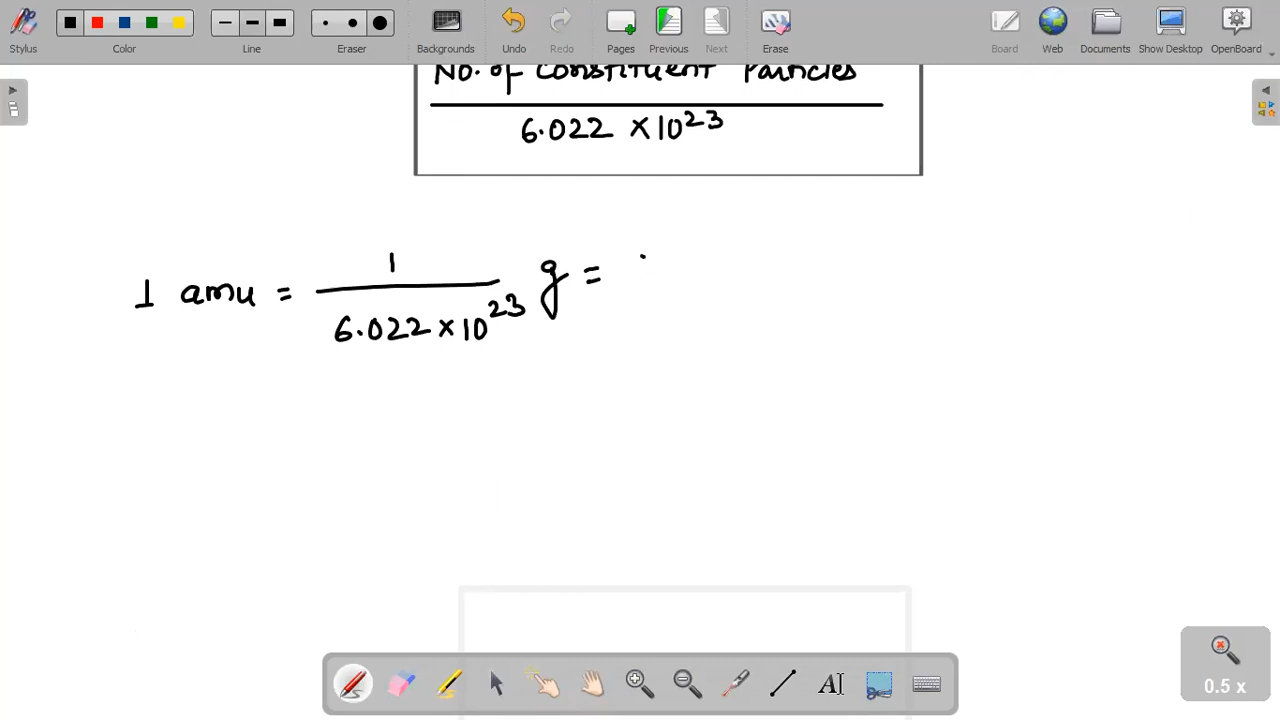 Stylus
Color
Line
Eraser
Backgrounds
Undo
Redo
Pages
Previous
Next
Erase
Board
Web
Documents
Show Desktop
OpenBoard
No. of Constituent Particles
6.022 × 10²³
1 amu = 1 / 6.022 × 10²³ g =
0.5 x